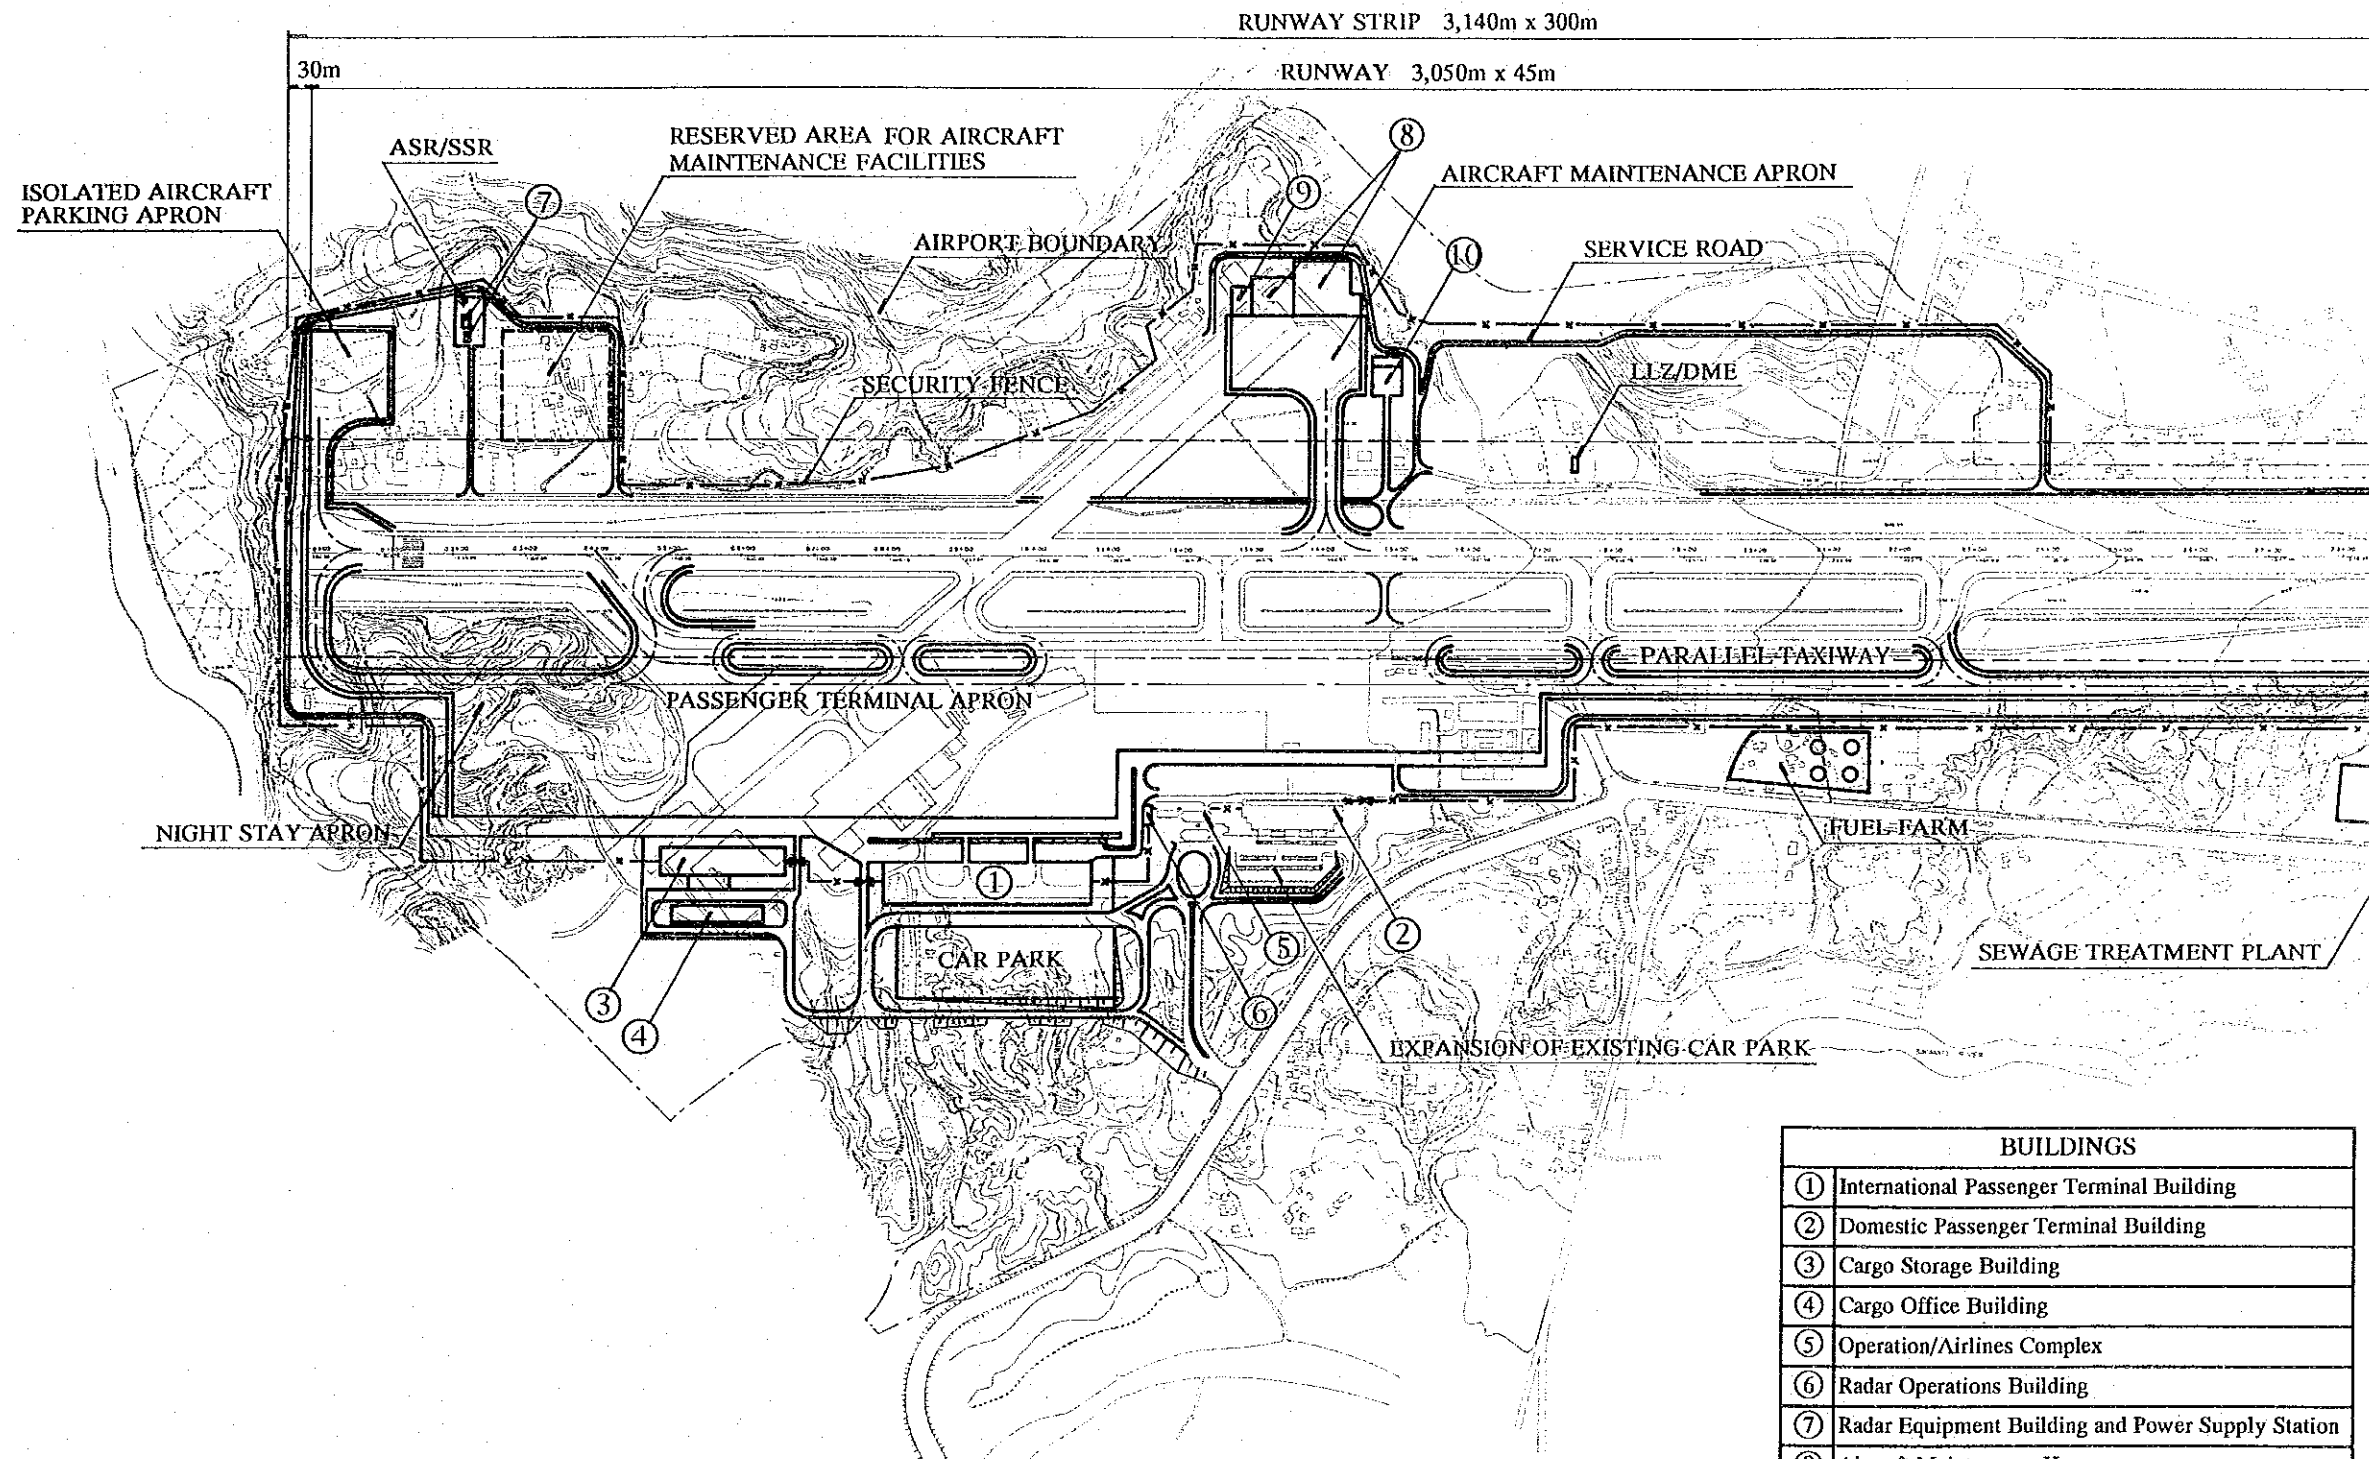 RUNWAY STRIP 3,140m x 300m
30m
RUNWAY 3,050m x 45m
ASR/SSR
RESERVED AREA FOR AIRCRAFT
MAINTENANCE FACILITIES
⑧
AIRCRAFT MAINTENANCE APRON
ISOLATED AIRCRAFT
PARKING APRON
⑦
⑨
AIRPORT BOUNDARY
⑩
SERVICE ROAD
SECURITY FENCE
LLZ/DME
PARALLEL TAXIWAY
PASSENGER TERMINAL APRON
NIGHT STAY APRON
FUEL FARM
①
②
⑤
SEWAGE TREATMENT PLANT
CAR PARK
③
④
⑥
EXPANSION OF EXISTING CAR PARK
BUILDINGS
① International Passenger Terminal Building
② Domestic Passenger Terminal Building
③ Cargo Storage Building
④ Cargo Office Building
⑤ Operation/Airlines Complex
⑥ Radar Operations Building
⑦ Radar Equipment Building and Power Supply Station